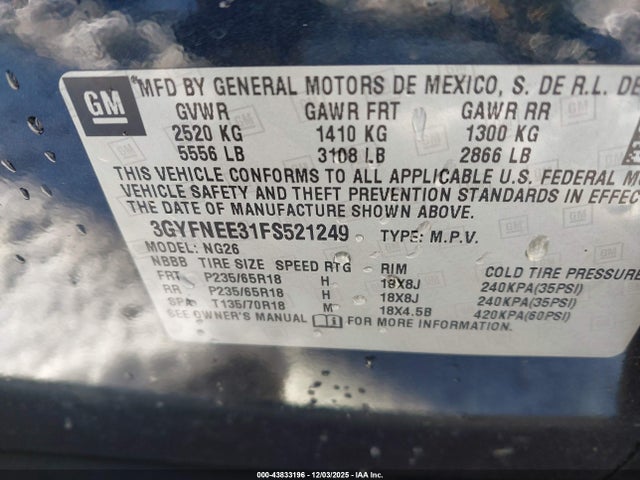 GM
MFD BY GENERAL MOTORS DE MEXICO, S. DE R.L. DE
GVWR GAWR FRT GAWR RR
2520 KG 1410 KG 1300 KG
5556 LB 3108 LB 2866 LB
THIS VEHICLE CONFORMS TO ALL APPLICABLE U.S. FEDERAL MO
VEHICLE SAFETY AND THEFT PREVENTION STANDARDS IN EFFEC
THE DATE OF MANUFACTURE SHOWN ABOVE.
3GYFNEE31FS521249 TYPE: M.P.V.
MODEL: NG26
NBBB TIRE SIZE SPEED RTG RIM COLD TIRE PRESSURE
FRT P235/65R18 H 18X8J 240KPA(35PSI)
RR P235/65R18 H 18X8J 240KPA(35PSI)
SPA T135/70R18 M 18X4.5B 420KPA(60PSI)
SEE OWNER'S MANUAL FOR MORE INFORMATION.
000-43833196 - 12/03/2025 - IAA Inc.